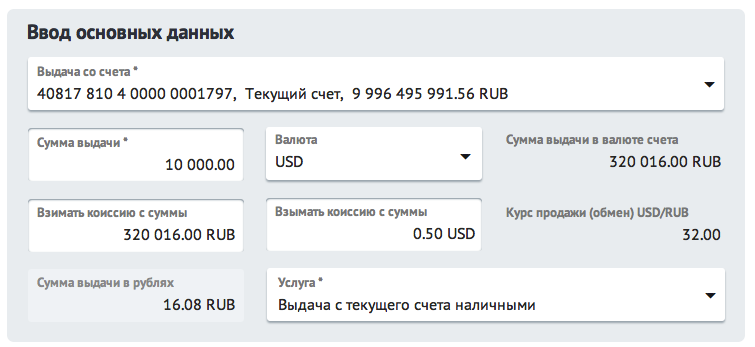 Ввод основных данных
Выдача со счета *
40817 810 4 0000 0001797, Текущий счет, 9 996 495 991.56 RUB
Сумма выдачи *
10 000.00
Валюта
USD
Сумма выдачи в валюте счета
320 016.00 RUB
Взимать коиссию с суммы
320 016.00 RUB
Взымать коиссию с суммы
0.50 USD
Курс продажи (обмен) USD/RUB
32.00
Сумма выдачи в рублях
16.08 RUB
Услуга *
Выдача с текущего счета наличными